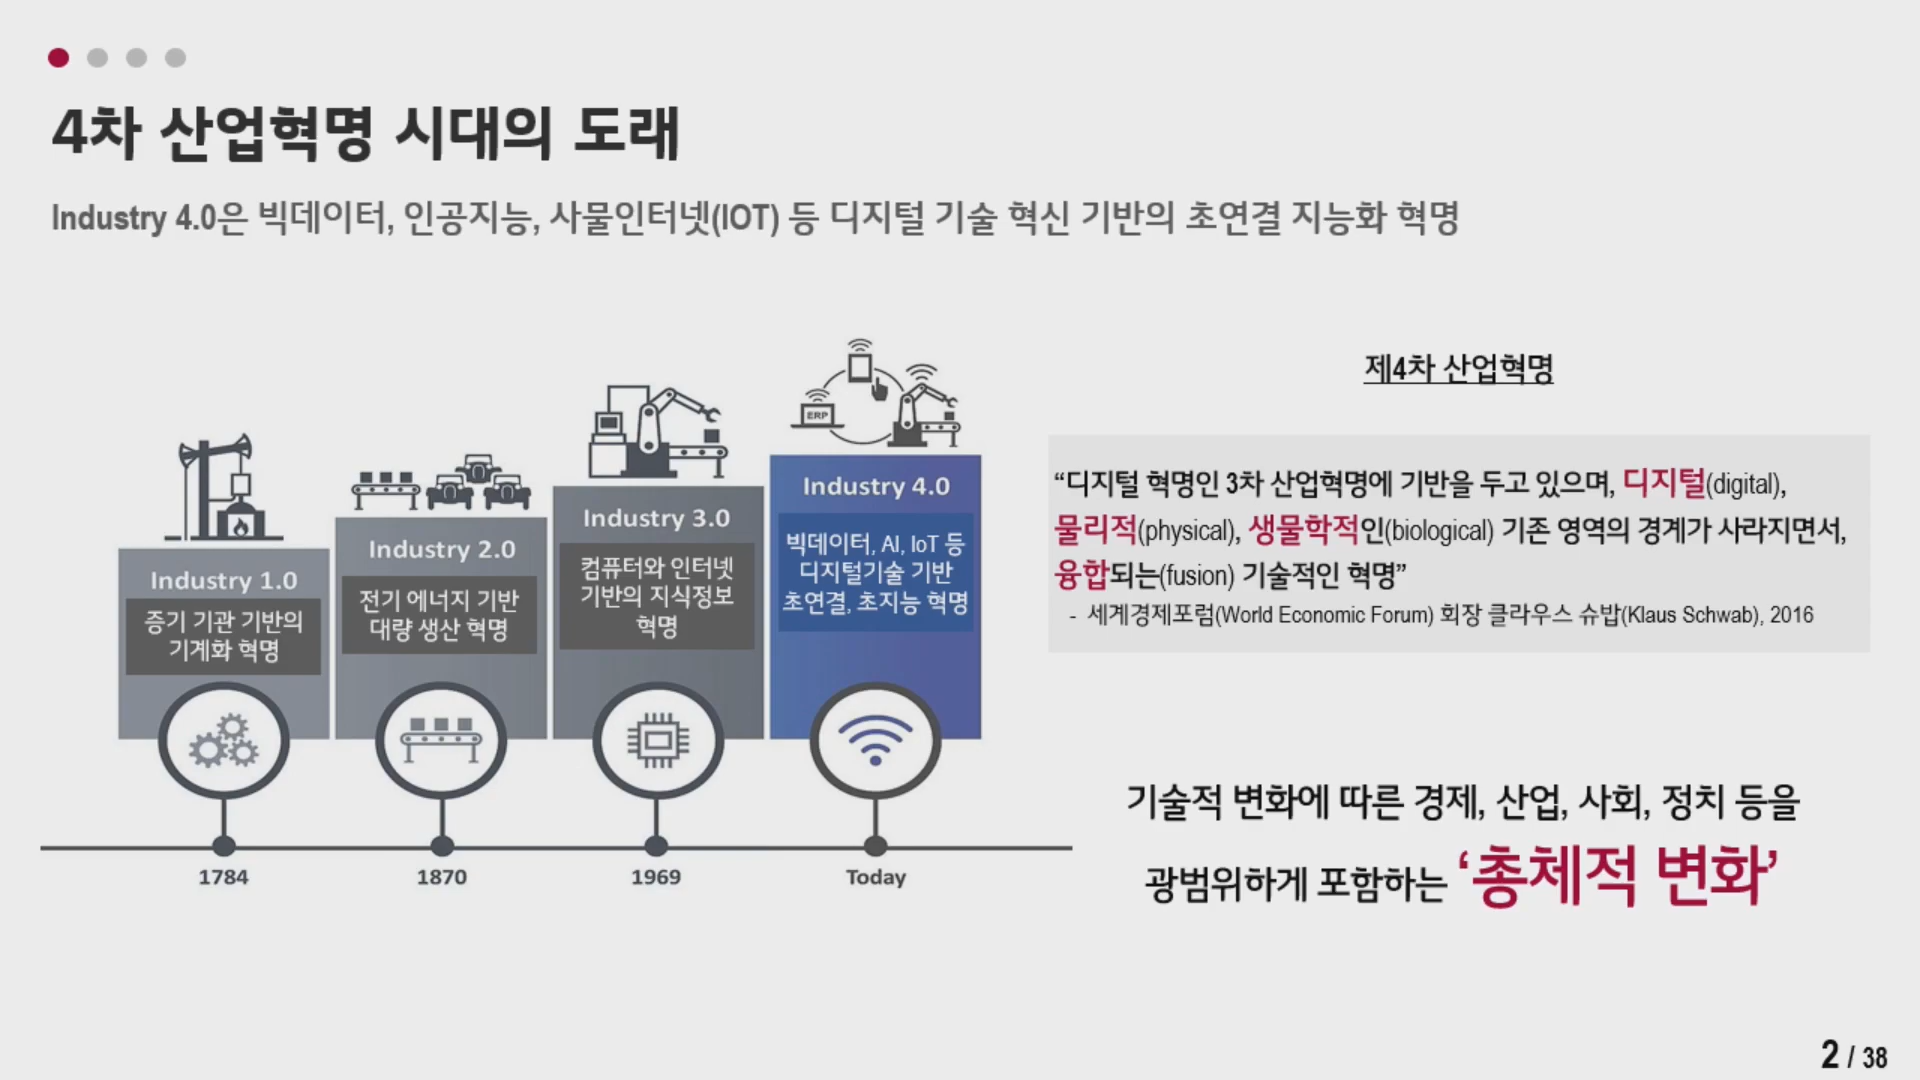 4차 산업혁명 시대의 도래
Industry 4.0은 빅데이터, 인공지능, 사물인터넷(IOT) 등 디지털 기술 혁신 기반의 초연결 지능화 혁명
ERP
Industry 1.0
증기 기관 기반의
기계화 혁명
Industry 2.0
전기 에너지 기반
대량 생산 혁명
Industry 3.0
컴퓨터와 인터넷
기반의 지식정보
혁명
Industry 4.0
빅데이터, AI, IoT 등
디지털기술 기반
초연결, 초지능 혁명
1784
1870
1969
Today
제4차 산업혁명
“디지털 혁명인 3차 산업혁명에 기반을 두고 있으며, 디지털(digital),
물리적(physical), 생물학적인(biological) 기존 영역의 경계가 사라지면서,
융합되는(fusion) 기술적인 혁명”
- 세계경제포럼(World Economic Forum) 회장 클라우스 슈밥(Klaus Schwab), 2016
기술적 변화에 따른 경제, 산업, 사회, 정치 등을
광범위하게 포함하는 ‘총체적 변화’
2 / 38